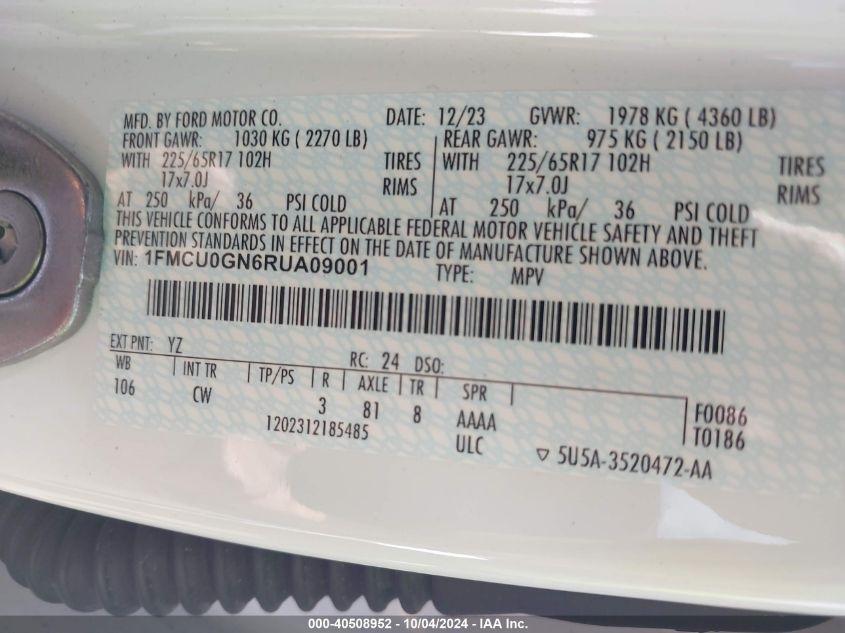 MFD. BY FORD MOTOR CO. DATE: 12/23 GVWR: 1978 KG ( 4360 LB)
FRONT GAWR: 1030 KG ( 2270 LB) REAR GAWR: 975 KG ( 2150 LB)
WITH 225/65R17 102H TIRES WITH 225/65R17 102H TIRES
17x7.0J RIMS 17x7.0J RIMS
AT 250 kPa/ 36 PSI COLD AT 250 kPa/ 36 PSI COLD
THIS VEHICLE CONFORMS TO ALL APPLICABLE FEDERAL MOTOR VEHICLE SAFETY AND THEFT
PREVENTION STANDARDS IN EFFECT ON THE DATE OF MANUFACTURE SHOWN ABOVE.
VIN: 1FMCU0GN6RUA09001 TYPE: MPV
EXT PNT: YZ RC: 24 DSO:
WB INT TR TP/PS R AXLE TR SPR
106 CW 3 81 8 AAAA F0086
1202312185485 ULC T0186
5U5A-3520472-AA
000-40508952 - 10/04/2024 - IAA Inc.